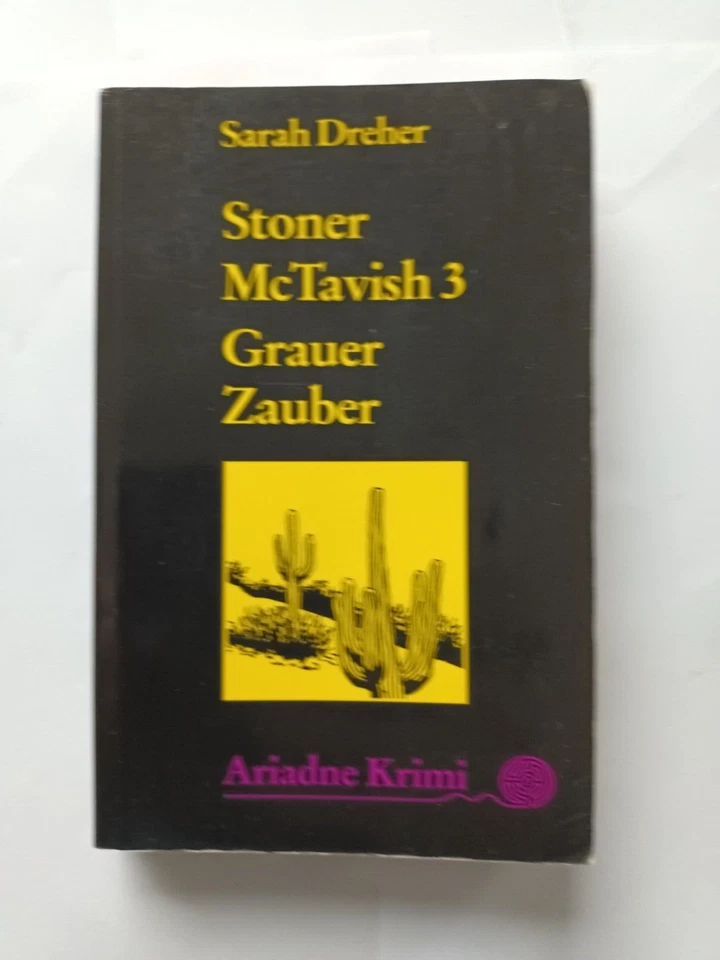 Sarah Dreher
Stoner
McTavish 3
Grauer
Zauber
Ariadne Krimi